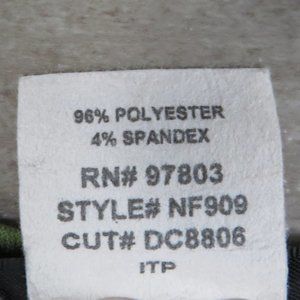 96% POLYESTER
4% SPANDEX
RN# 97803
STYLE# NF909
CUT# DC8806
ITP